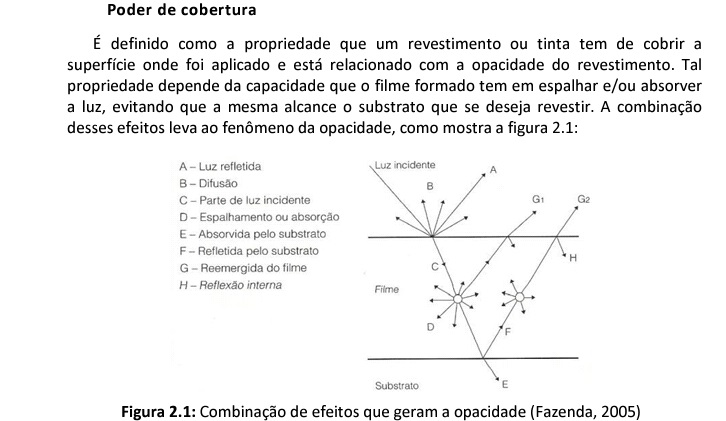 Poder de cobertura
É definido como a propriedade que um revestimento ou tinta tem de cobrir a
superfície onde foi aplicado e está relacionado com a opacidade do revestimento. Tal
propriedade depende da capacidade que o filme formado tem em espalhar e/ou absorver
a luz, evitando que a mesma alcance o substrato que se deseja revestir. A combinação
desses efeitos leva ao fenômeno da opacidade, como mostra a figura 2.1:
A – Luz refletida
B – Difusão
C – Parte de luz incidente
D – Espalhamento ou absorção
E – Absorvida pelo substrato
F – Refletida pelo substrato
G – Reemergida do filme
H – Reflexão interna
Luz incidente
A
B
G1
G2
H
C
Filme
D
F
E
Substrato
Figura 2.1: Combinação de efeitos que geram a opacidade (Fazenda, 2005)